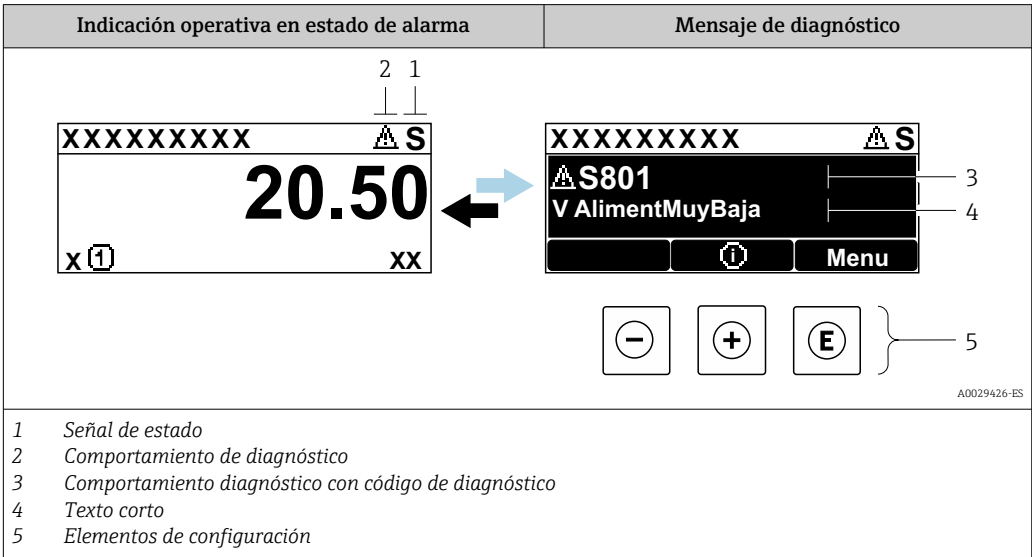 Indicación operativa en estado de alarma
Mensaje de diagnóstico
2 1
XXXXXXXXX S
20.50
x 1 xx
XXXXXXXXX S
S801
V AlimentMuyBaja
i Menu
3
4
- + E
5
A0029426-ES
1 Señal de estado
2 Comportamiento de diagnóstico
3 Comportamiento diagnóstico con código de diagnóstico
4 Texto corto
5 Elementos de configuración